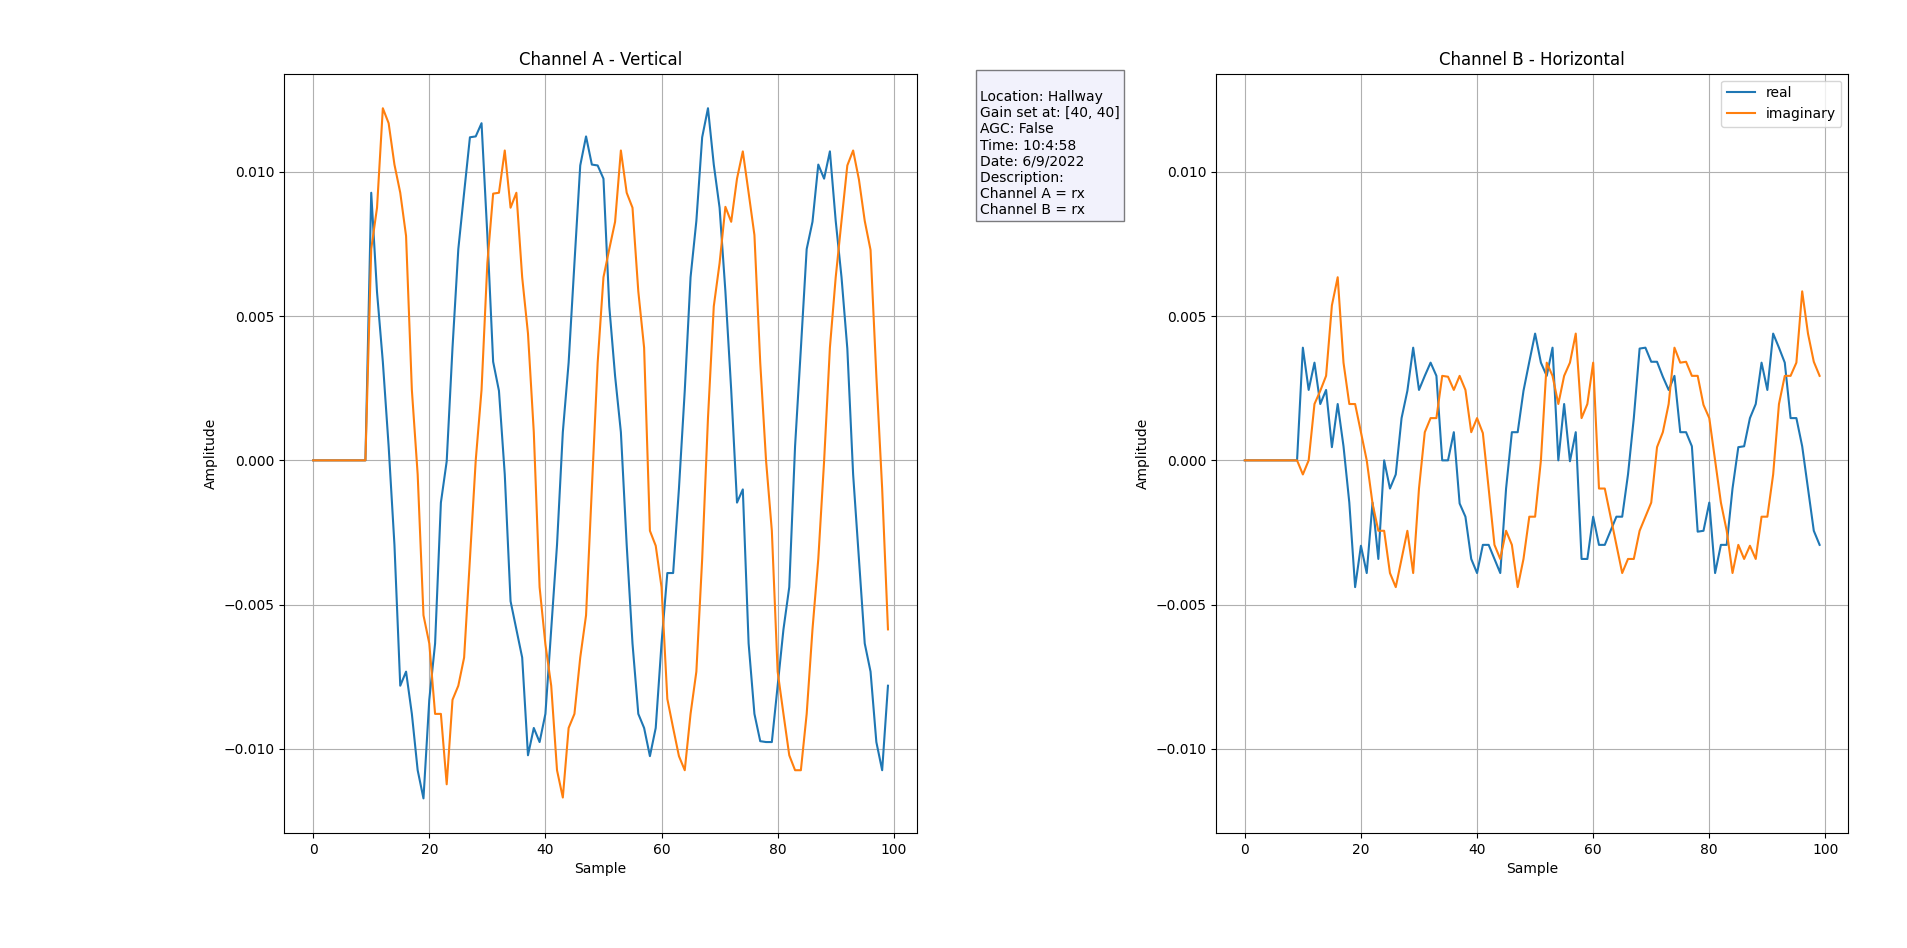 Channel A - Vertical
Amplitude
0.010
0.005
0.000
−0.005
−0.010
0 20 40 60 80 100
Sample
Location: Hallway
Gain set at: [40, 40]
AGC: False
Time: 10:4:58
Date: 6/9/2022
Description:
Channel A = rx
Channel B = rx
Channel B - Horizontal
real
imaginary
Amplitude
0.010
0.005
0.000
−0.005
−0.010
0 20 40 60 80 100
Sample